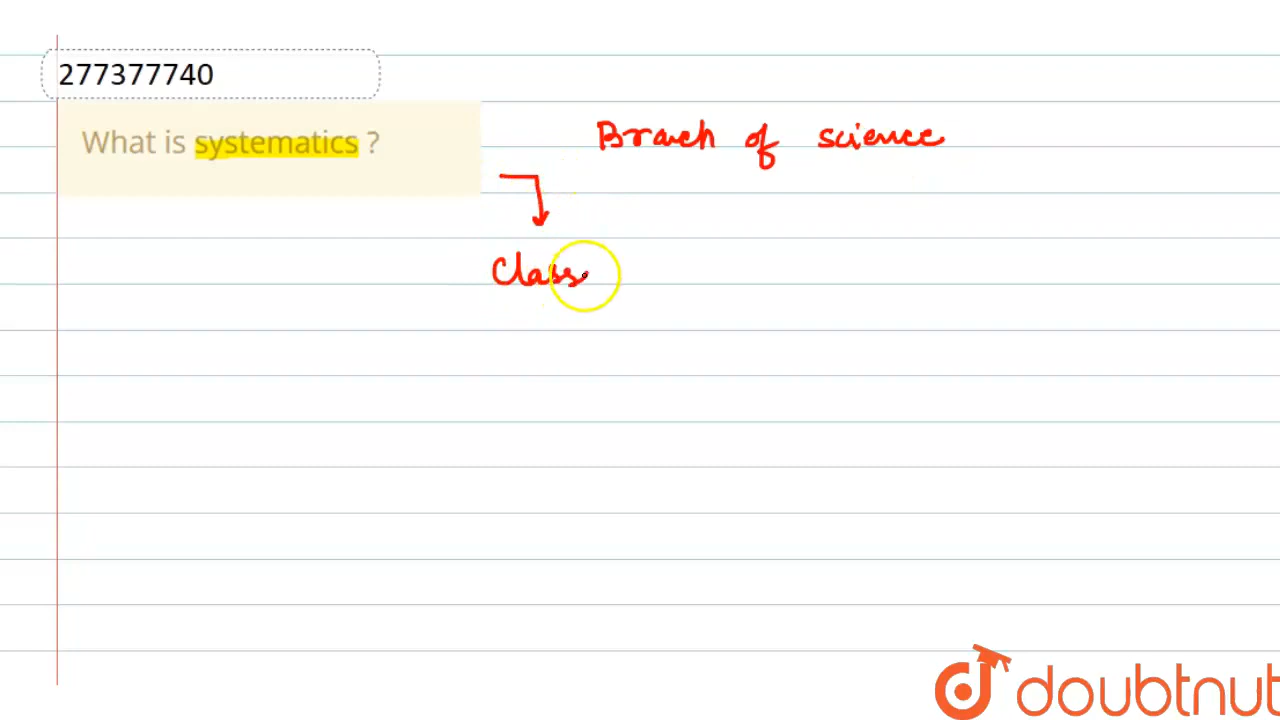 277377740
What is systematics ?
Branch of science
Class
doubtnut